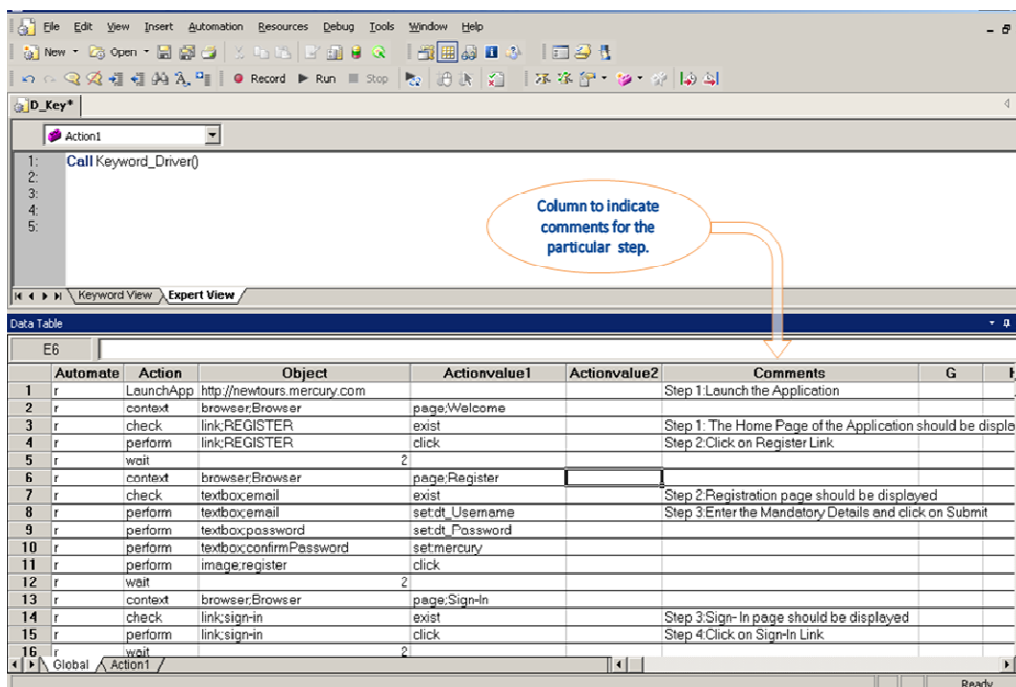 File Edit View Insert Automation Resources Debug Tools Window Help
New Open
Record Run Stop
D_Key*
Action1
1: Call Keyword_Driver()
2:
3:
4:
5:
Column to indicate
comments for the
particular step.
Keyword View Expert View
Data Table
E6
Automate Action Object Actionvalue1 Actionvalue2 Comments G
1 r LaunchApp http://newtours.mercury.com Step 1:Launch the Application
2 r context browser;Browser page;Welcome
3 r check link;REGISTER exist Step 1: The Home Page of the Application should be displa
4 r perform link;REGISTER click Step 2:Click on Register Link.
5 r wait 2
6 r context browser;Browser page;Register
7 r check textbox;email exist Step 2:Registration page should be displayed
8 r perform textbox;email set:dt_Username Step 3:Enter the Mandatory Details and click on Submit
9 r perform textbox;password set:dt_Password
10 r perform textbox;confirmPassword set:mercury
11 r perform image;register click
12 r wait 2
13 r context browser;Browser page;Sign-In
14 r check link;sign-in exist Step 3:Sign- In page should be displayed
15 r perform link;sign-in click Step 4:Click on Sign-In Link
16 r wait 2
Global Action1
Ready